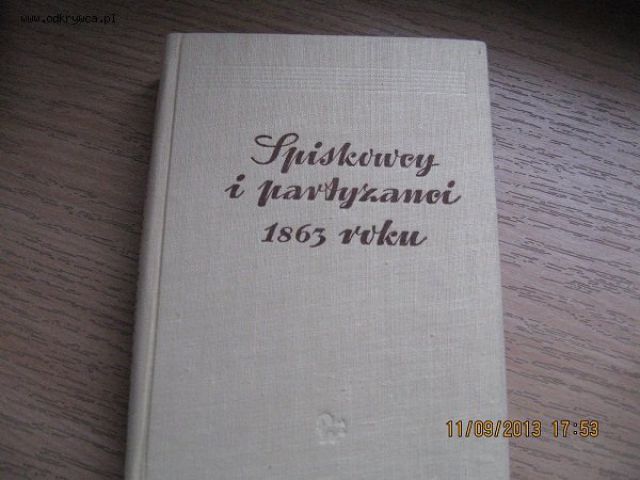 www.odkrywca.pl
Spiskowcy
i partyzanci
1863 roku
11/09/2013 17:53